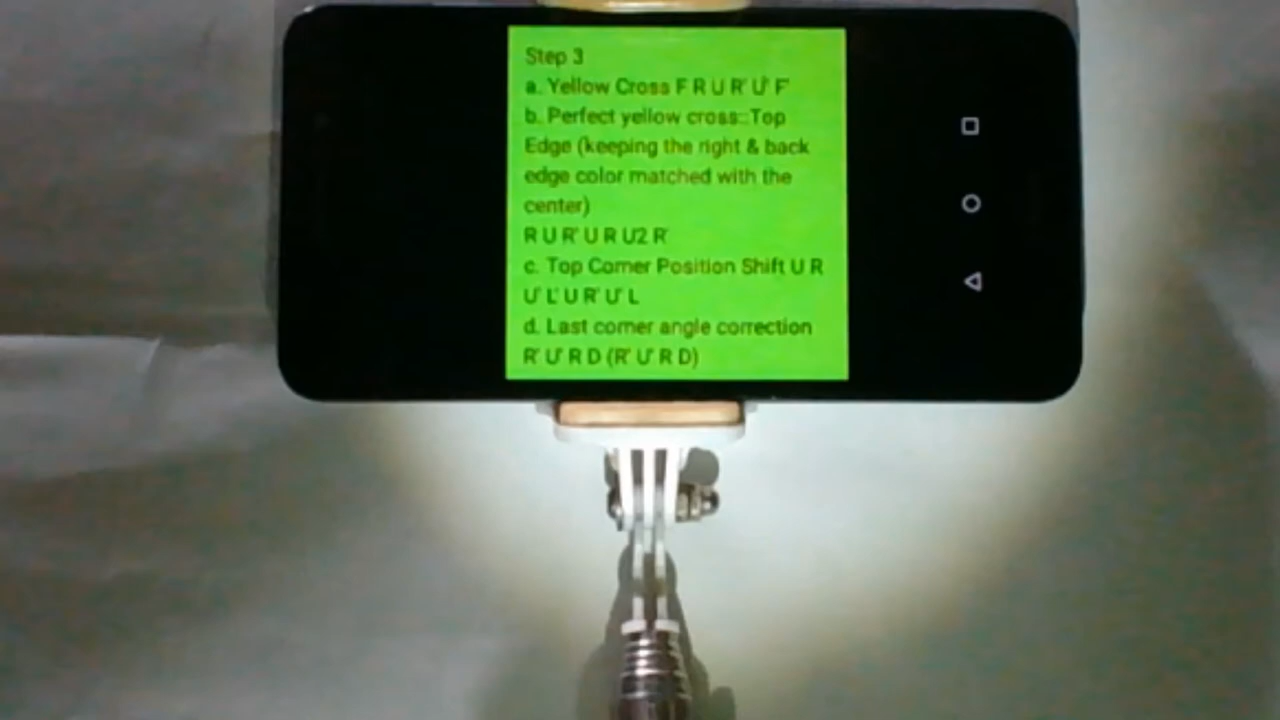 Step 3
a. Yellow Cross F R U R' U' F'
b. Perfect yellow cross::Top
Edge (keeping the right & back
edge color matched with the
center)
R U R' U R U2 R'
c. Top Corner Position Shift U R
U' L' U R' U' L
d. Last corner angle correction
R' U' R D (R' U' R D)